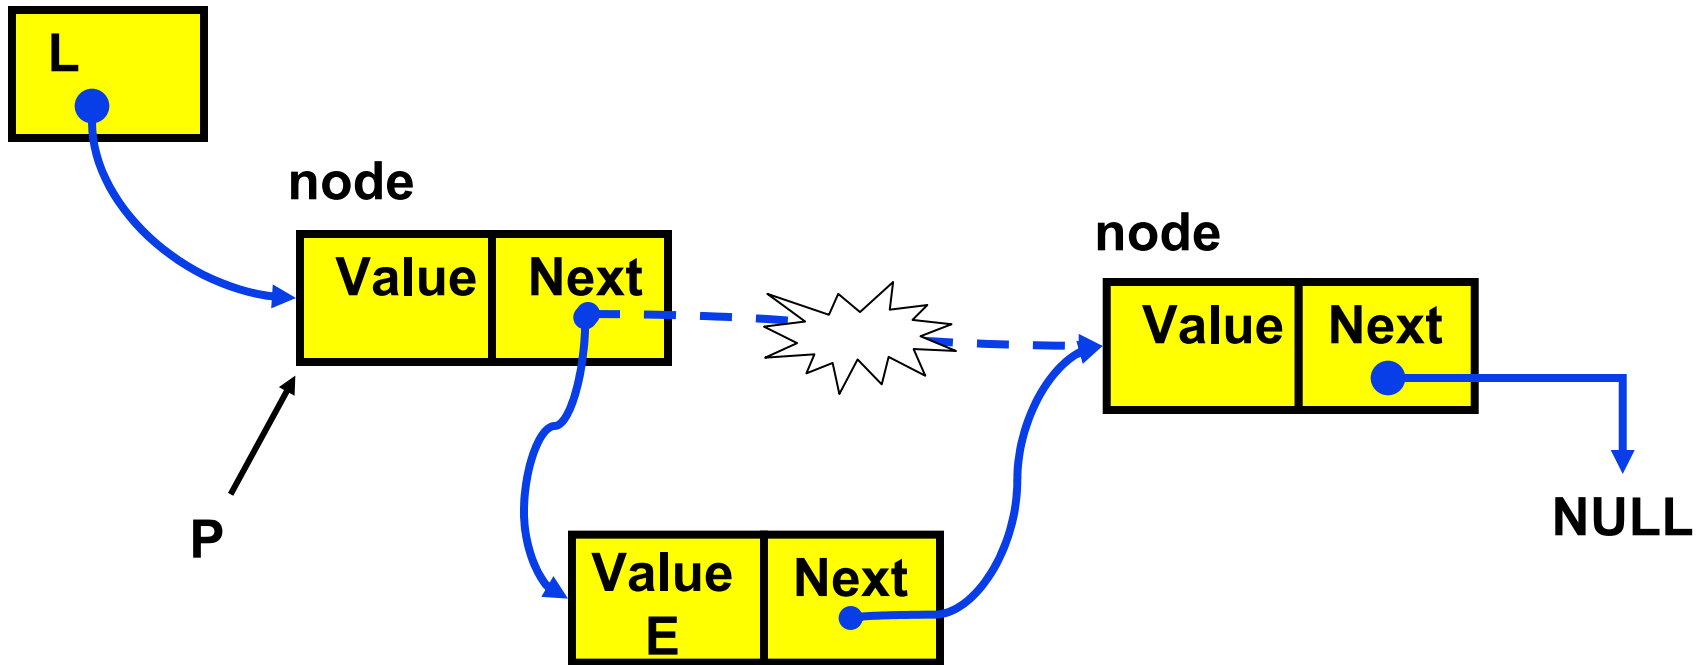 L
node
Value Next
node
Value Next
P
NULL
Value Next
E